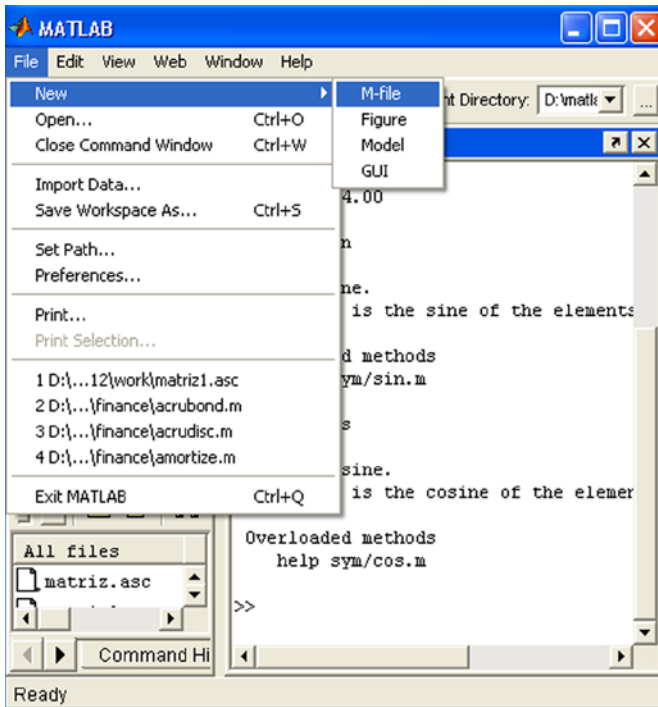 MATLAB
File Edit View Web Window Help
New
Open... Ctrl+O
Close Command Window Ctrl+W
Import Data...
Save Workspace As... Ctrl+S
Set Path...
Preferences...
Print...
Print Selection...
1 D:\...12\work\matriz1.asc
2 D:\...\finance\acrubond.m
3 D:\...\finance\acrudisc.m
4 D:\...\finance\amortize.m
Exit MATLAB Ctrl+Q
M-file
Figure
Model
GUI
nt Directory: D:\matla ...
4.00
n
ne.
is the sine of the elements
d methods
ym/sin.m
s
sine.
is the cosine of the elemer
Overloaded methods
help sym/cos.m
>>
All files
matriz.asc
Command Hi
Ready